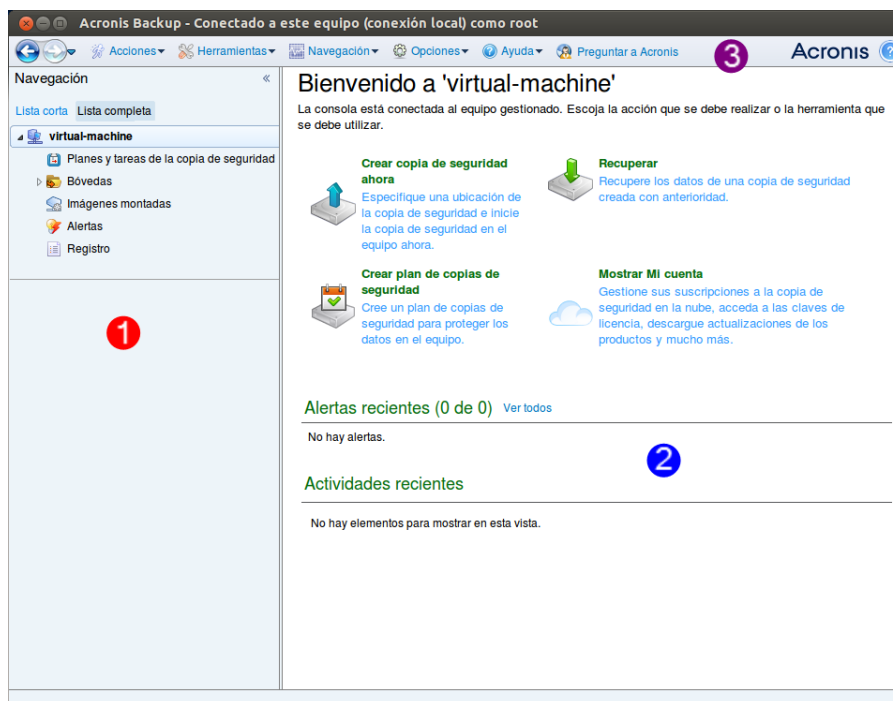 Acronis Backup - Conectado a este equipo (conexión local) como root
Acciones Herramientas Navegación Opciones Ayuda Preguntar a Acronis 3 Acronis ?
Navegación «
Lista corta Lista completa
virtual-machine
Planes y tareas de la copia de seguridad
Bóvedas
Imágenes montadas
Alertas
Registro
1
Bienvenido a 'virtual-machine'
La consola está conectada al equipo gestionado. Escoja la acción que se debe realizar o la herramienta que
se debe utilizar.
Crear copia de seguridad
ahora
Especifique una ubicación de
la copia de seguridad e inicie
la copia de seguridad en el
equipo ahora.
Recuperar
Recupere los datos de una copia de seguridad
creada con anterioridad.
Crear plan de copias de
seguridad
Cree un plan de copias de
seguridad para proteger los
datos en el equipo.
Mostrar Mi cuenta
Gestione sus suscripciones a la copia de
seguridad en la nube, acceda a las claves de
licencia, descargue actualizaciones de los
productos y mucho más.
Alertas recientes (0 de 0) Ver todos
No hay alertas.
2
Actividades recientes
No hay elementos para mostrar en esta vista.